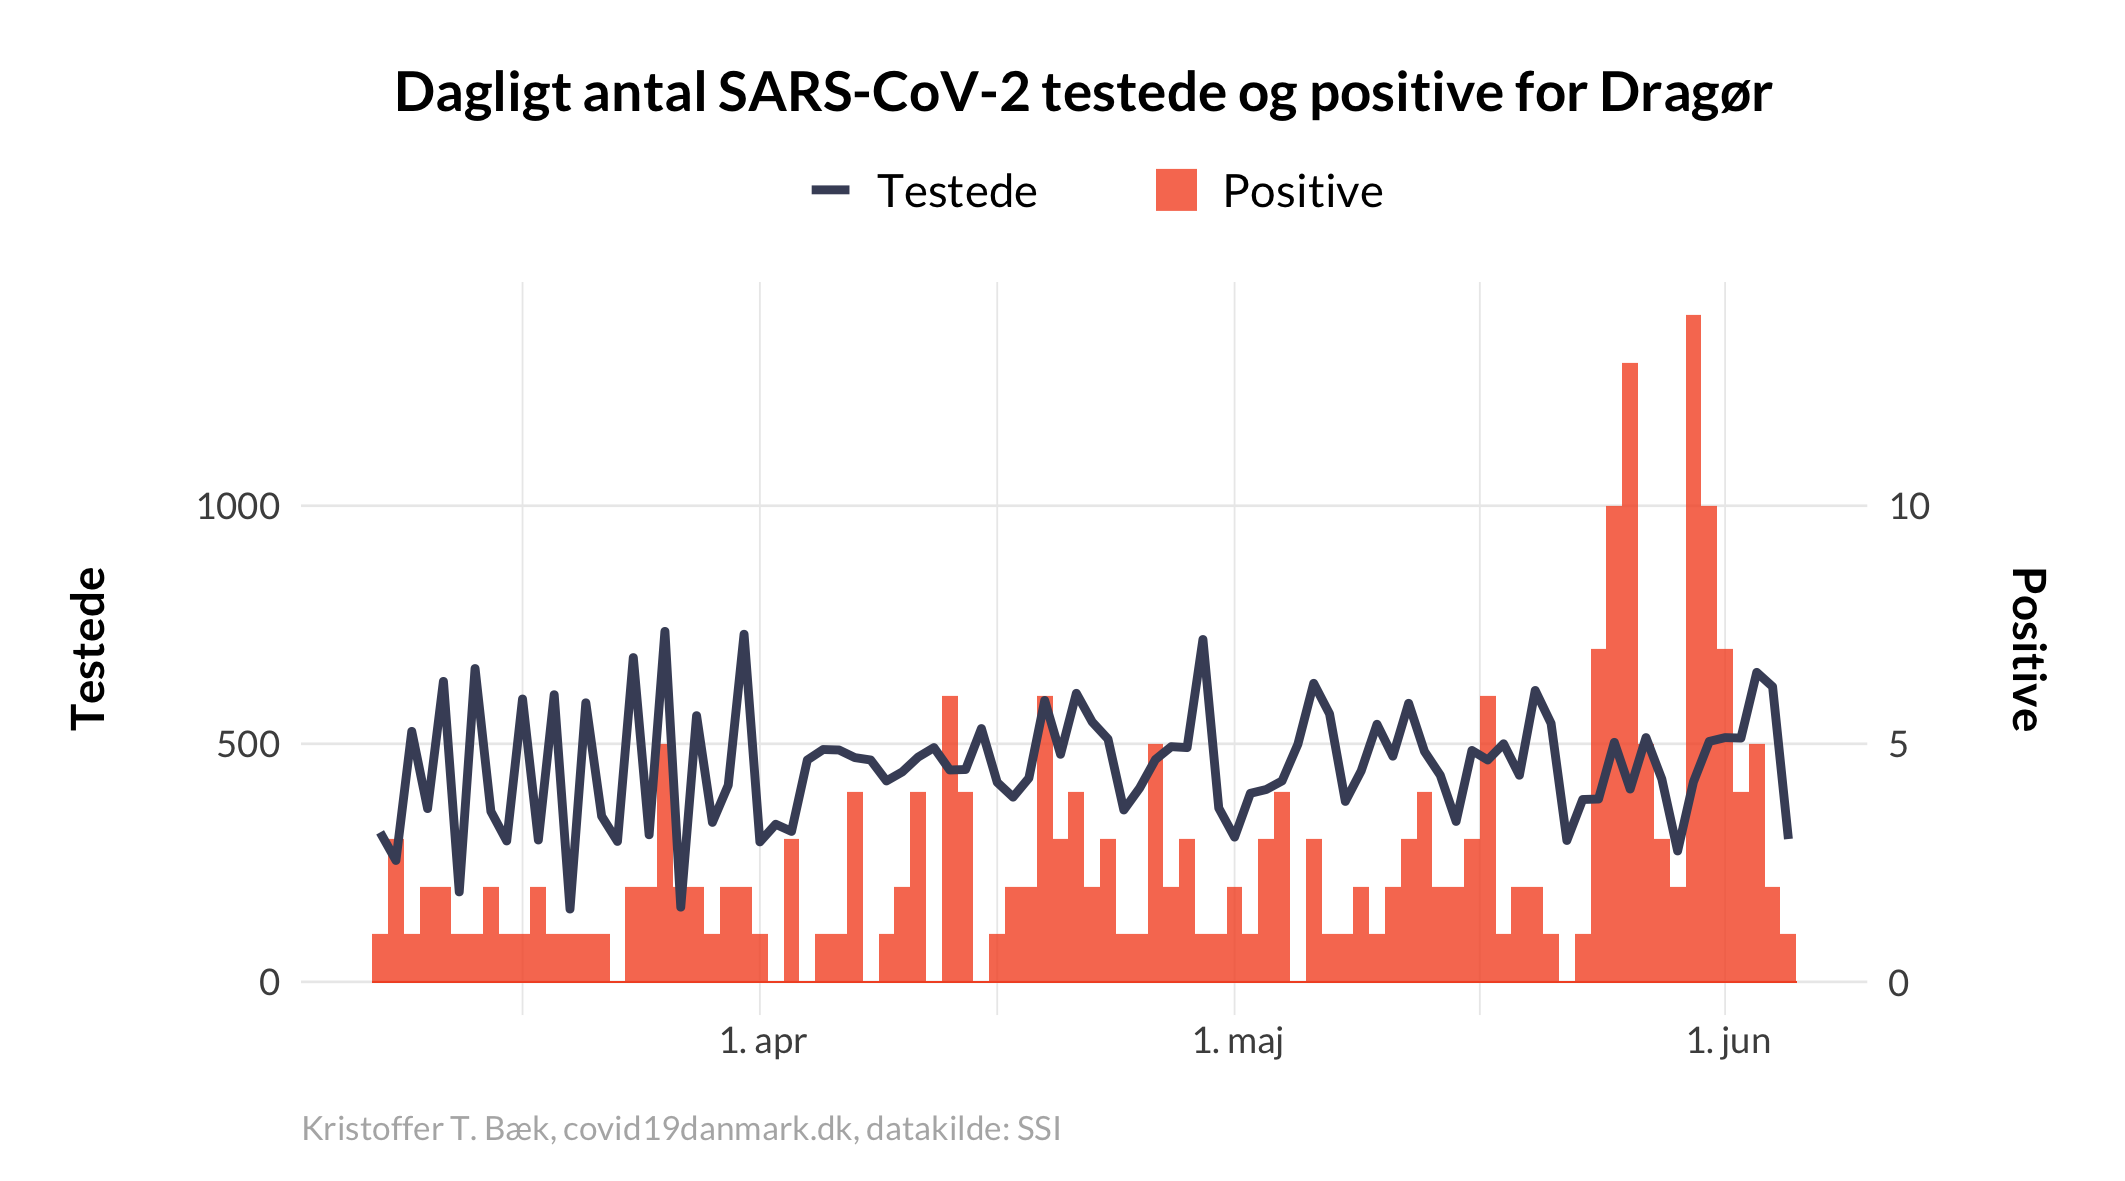 Dagligt antal SARS-CoV-2 testede og positive for Dragør
Testede
Positive
Testede
1000
500
0
10
5
0
Positive
1. apr
1. maj
1. jun
Kristoffer T. Bæk, covid19danmark.dk, datakilde: SSI